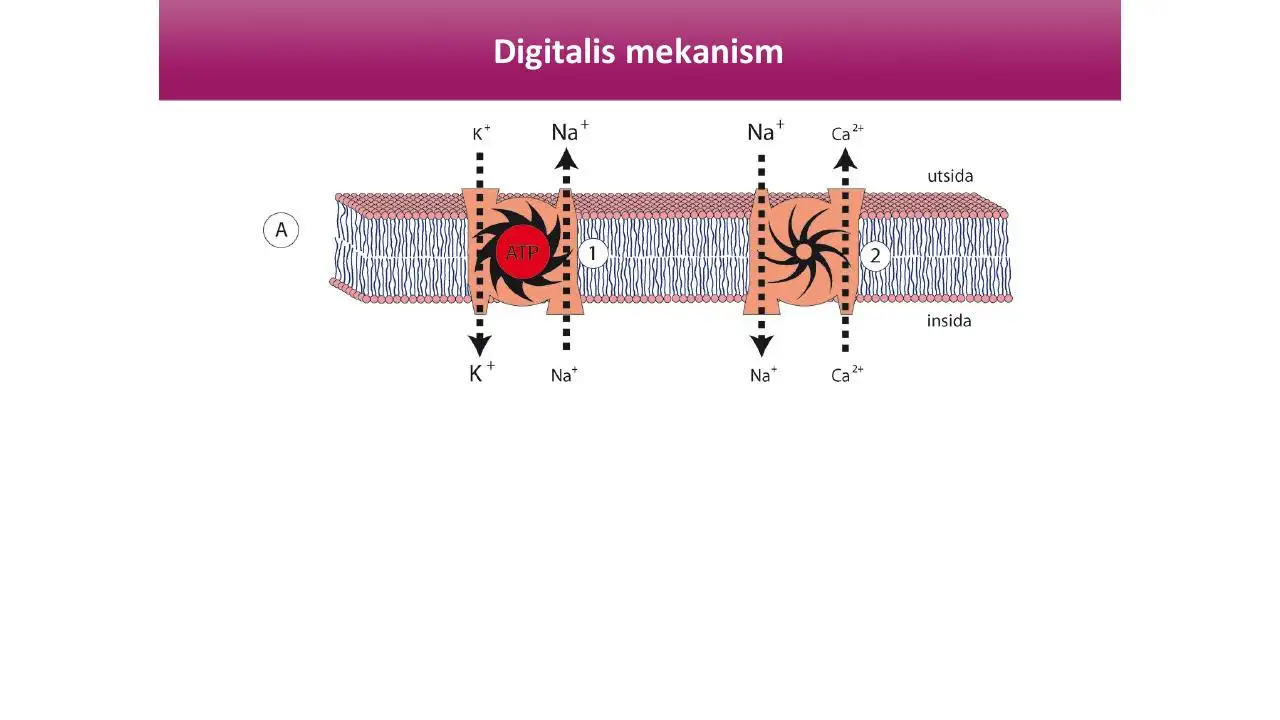 Digitalis mekanism
K+ Na+ Na+ Ca2+
utsida
A
ATP 1 2
insida
K+ Na+ Na+ Ca2+